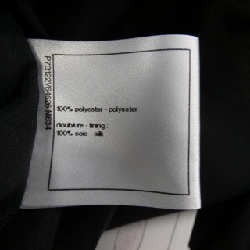 100% polyester - polyester
doublure - lining :
100% soie silk